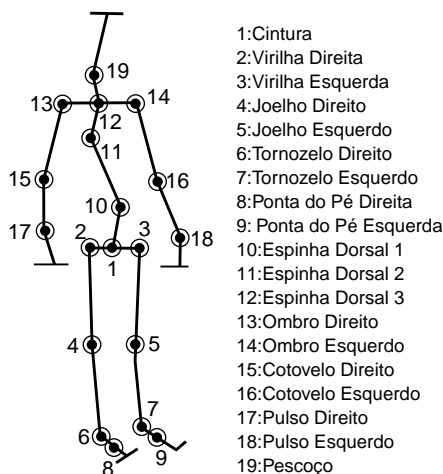 19
13
14
12
11
15
16
10
17
18
2
3
1
4
5
7
6
9
8
1:Cintura
2:Virilha Direita
3:Virilha Esquerda
4:Joelho Direito
5:Joelho Esquerdo
6:Tornozelo Direito
7:Tornozelo Esquerdo
8:Ponta do Pé Direita
9: Ponta do Pé Esquerda
10:Espinha Dorsal 1
11:Espinha Dorsal 2
12:Espinha Dorsal 3
13:Ombro Direito
14:Ombro Esquerdo
15:Cotovelo Direito
16:Cotovelo Esquerdo
17:Pulso Direito
18:Pulso Esquerdo
19:Pescoço